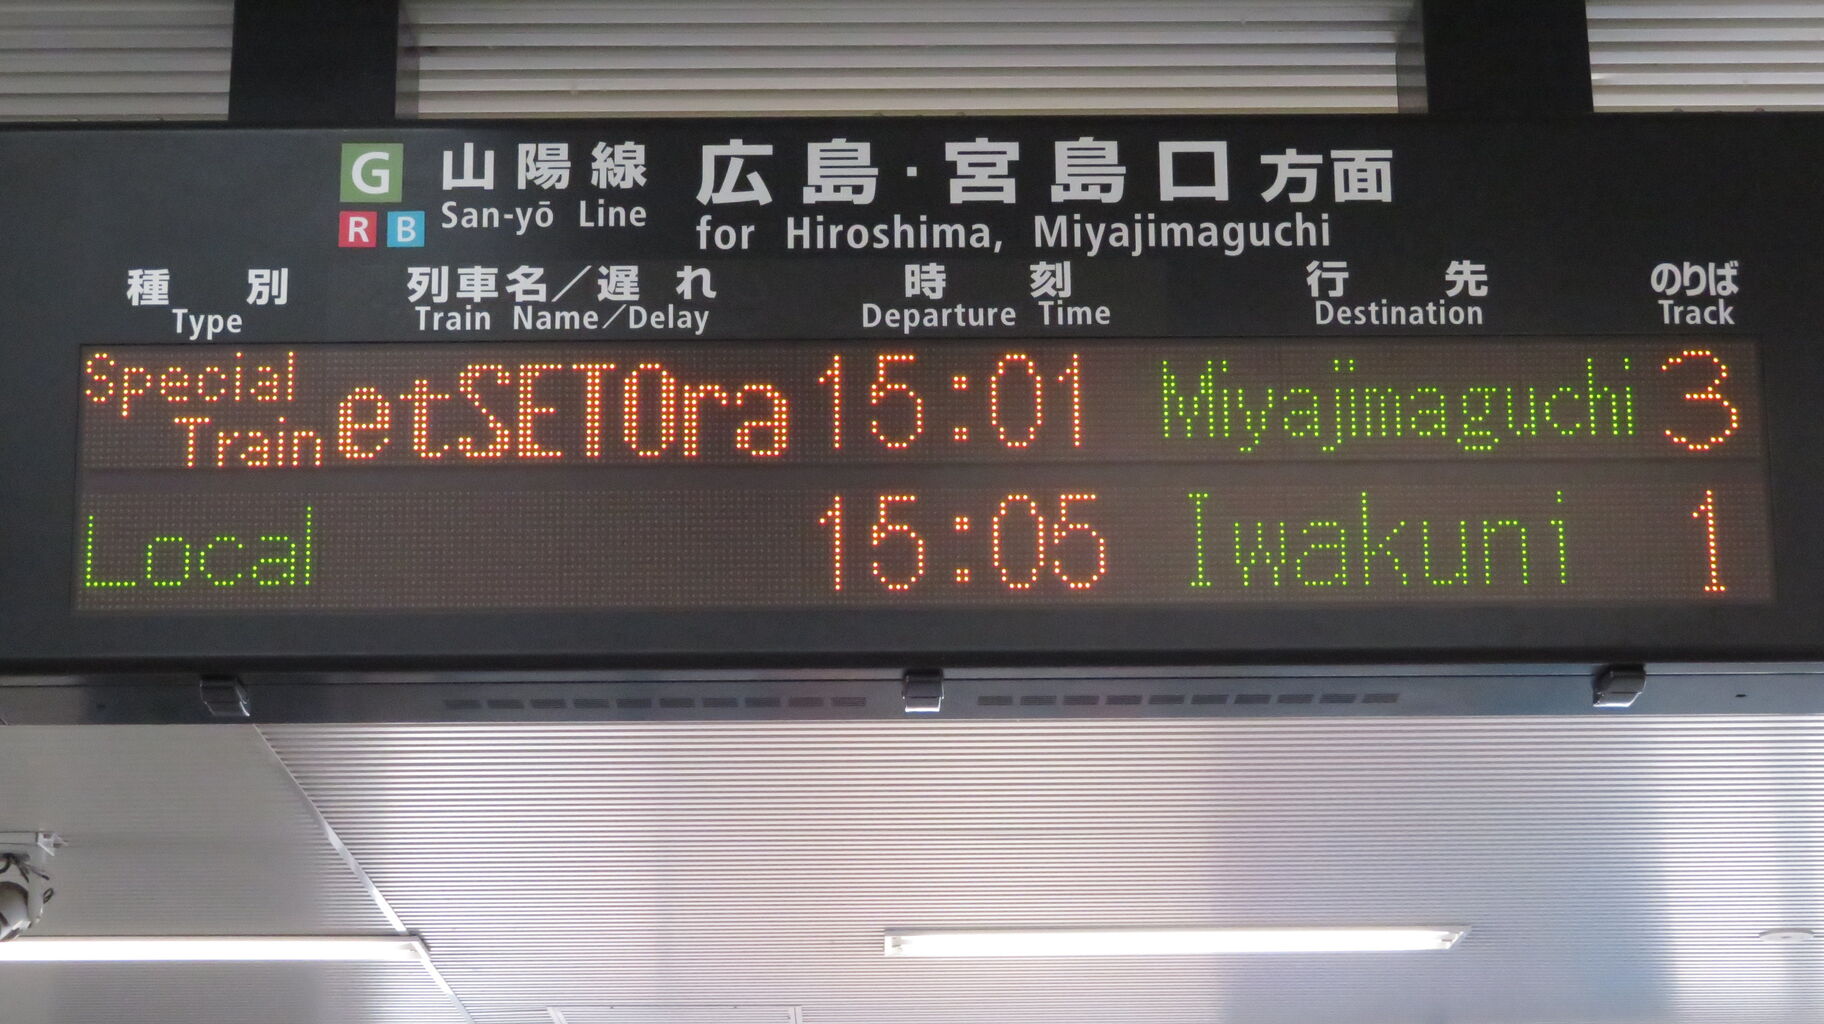 G 山陽線 広島・宮島口 方面
R B San-yō Line for Hiroshima, Miyajimaguchi
種別 列車名／遅れ 時刻 行先 のりば
Type Train Name／Delay Departure Time Destination Track
Special Train etSETOra 15:01 Miyajimaguchi 3
Local 15:05 Iwakuni 1